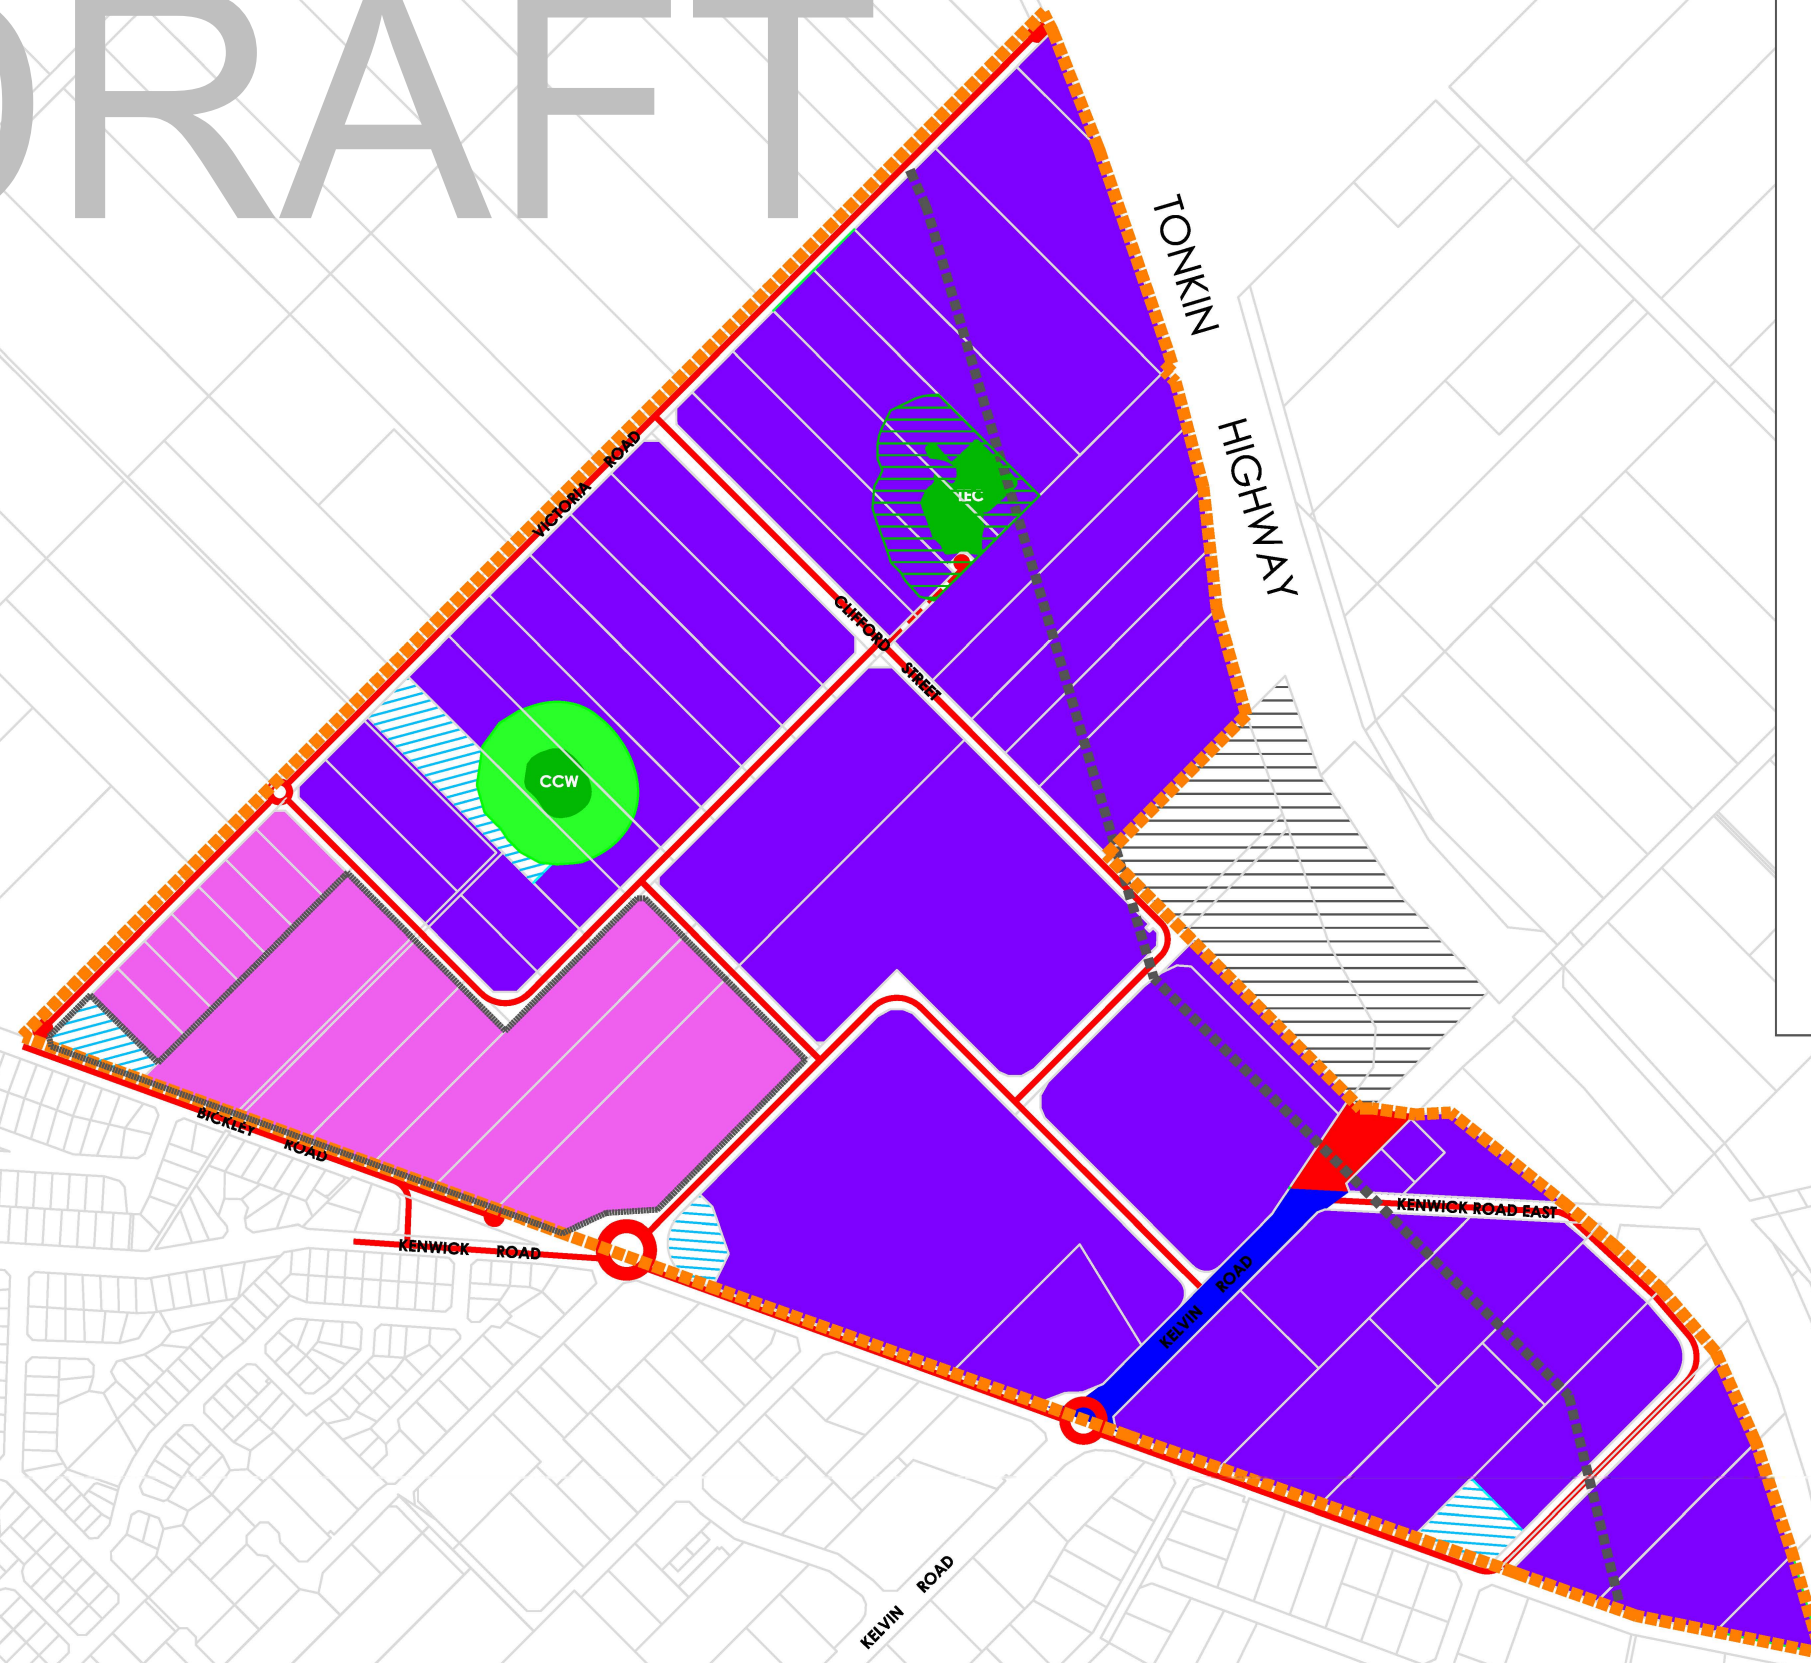 DRAFT
TONKIN
HIGHWAY
VICTORIA ROAD
IEC
CLIFFORD STREET
CCW
BICKLEY ROAD
KENWICK ROAD
KENWICK ROAD EAST
KELVIN ROAD
KELVIN ROAD